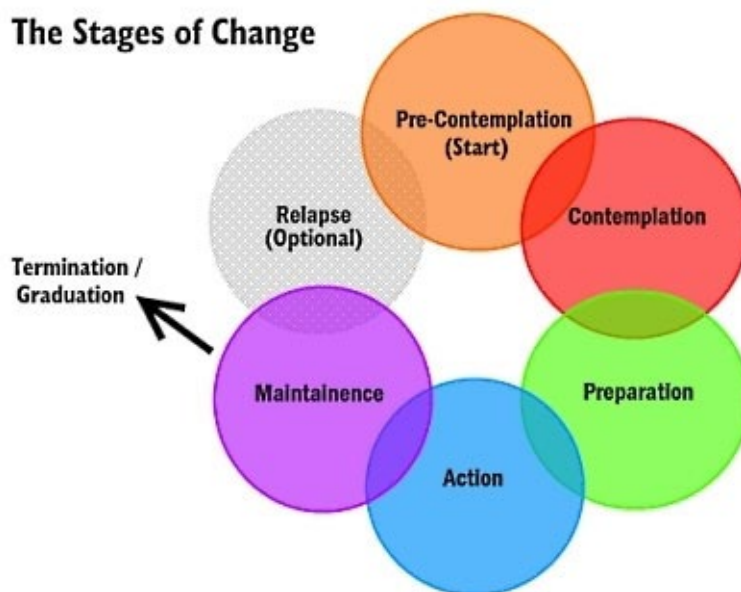 The Stages of Change
Pre-Contemplation
(Start)
Contemplation
Preparation
Action
Maintainence
Relapse
(Optional)
Termination /
Graduation